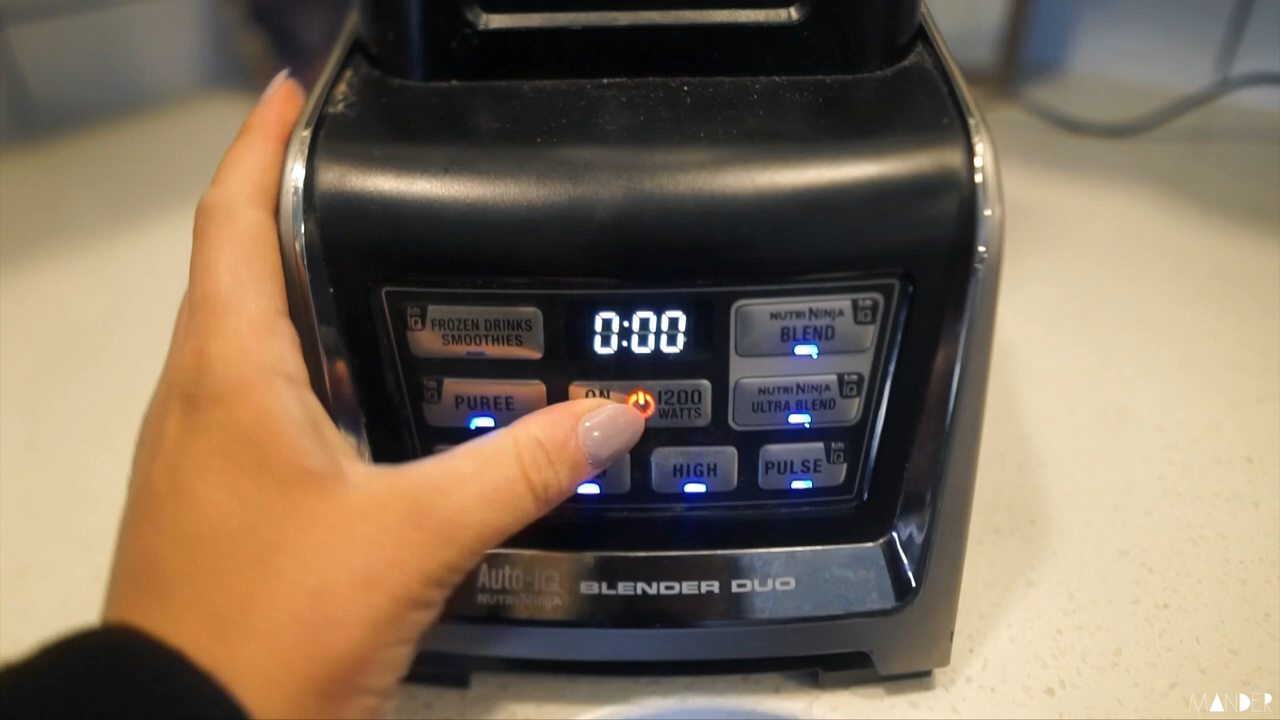 FROZEN DRINKS
SMOOTHIES
0:00
NUTRI NINJA
BLEND
PUREE
ON
1200
WATTS
NUTRI NINJA
ULTRA BLEND
HIGH
PULSE
Auto-iQ
NUTRI NINJA
BLENDER DUO
MANDER